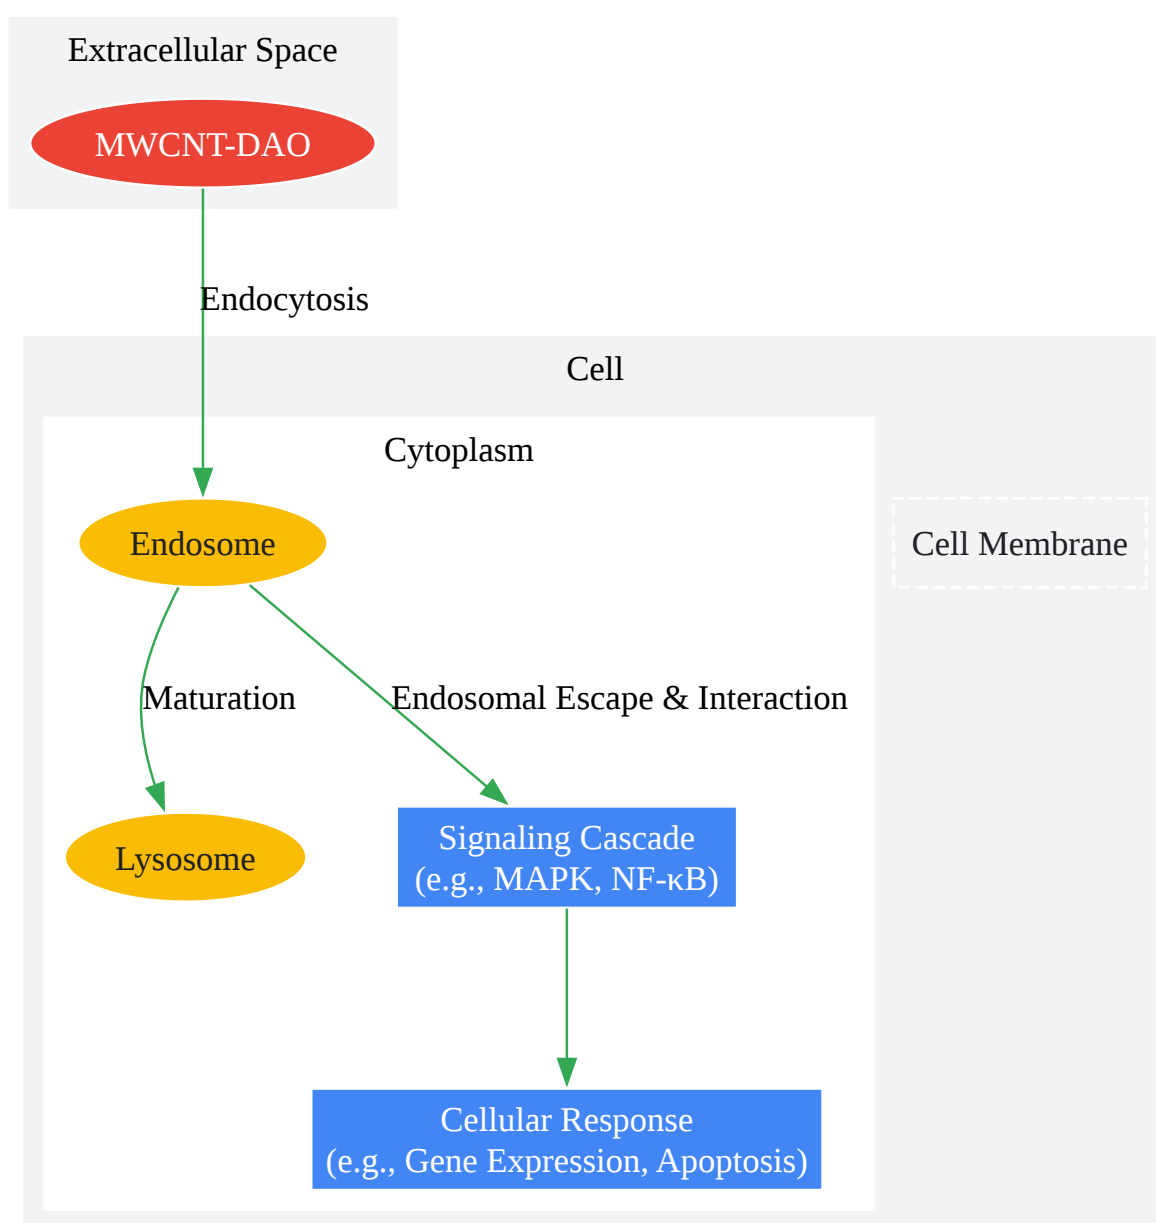 Extracellular Space
MWCNT-DAO
Endocytosis
Cell
Cytoplasm
Endosome
Cell Membrane
Maturation
Endosomal Escape & Interaction
Signaling Cascade
(e.g., MAPK, NF-κB)
Lysosome
Cellular Response
(e.g., Gene Expression, Apoptosis)